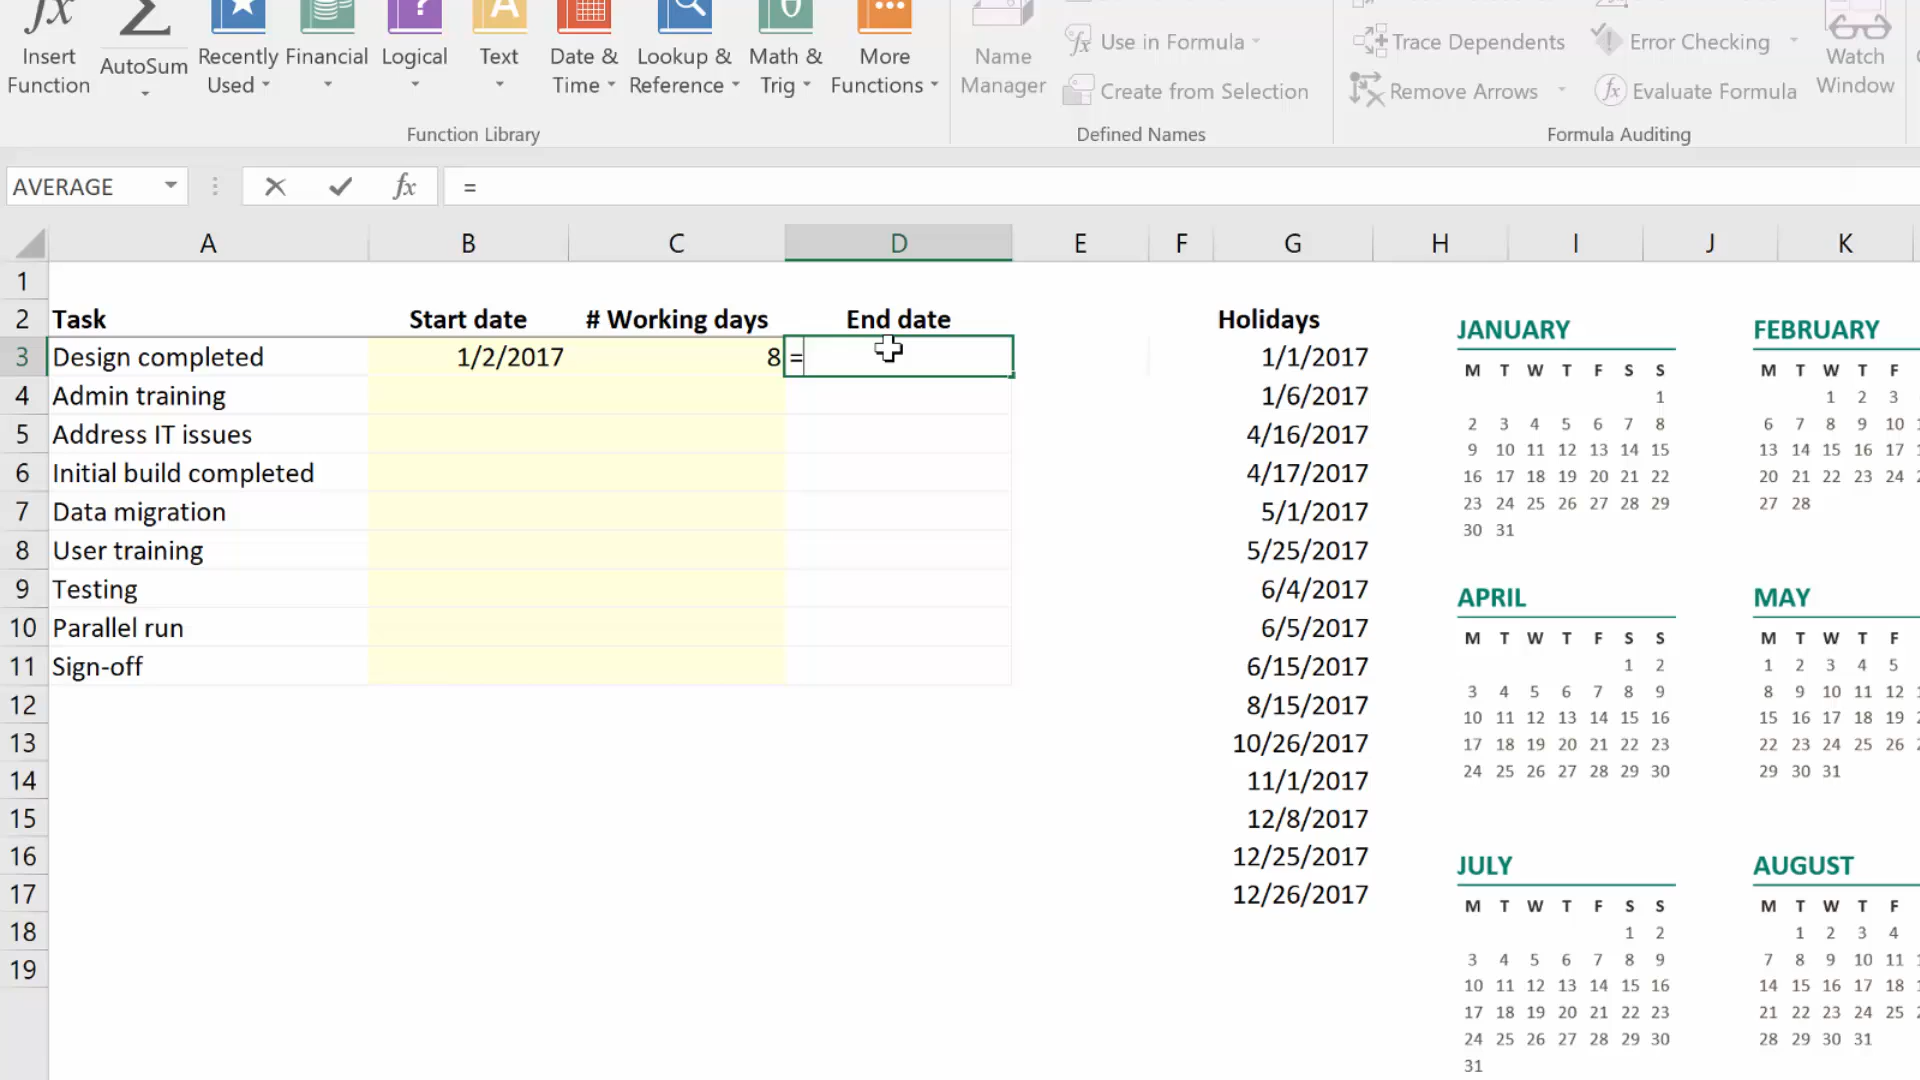 Insert Function
AutoSum
Recently Used
Financial
Logical
Text
Date & Time
Lookup & Reference
Math & Trig
More Functions
Name Manager
Use in Formula
Create from Selection
Trace Dependents
Remove Arrows
Error Checking
Evaluate Formula
Watch Window
Function Library
Defined Names
Formula Auditing
AVERAGE fx =
A B C D E F G H I J K
1
2 Task Start date # Working days End date Holidays
3 Design completed 1/2/2017 8 = 1/1/2017
4 Admin training 1/6/2017
5 Address IT issues 4/16/2017
6 Initial build completed 4/17/2017
7 Data migration 5/1/2017
8 User training 5/25/2017
9 Testing 6/4/2017
10 Parallel run 6/5/2017
11 Sign-off 6/15/2017
12 8/15/2017
13 10/26/2017
14 11/1/2017
15 12/8/2017
16 12/25/2017
17 12/26/2017
18
19
JANUARY
M T W T F S S
1
2 3 4 5 6 7 8
9 10 11 12 13 14 15
16 17 18 19 20 21 22
23 24 25 26 27 28 29
30 31
FEBRUARY
M T W T F
1 2 3
6 7 8 9 10
13 14 15 16 17
20 21 22 23 24
27 28
APRIL
M T W T F S S
1 2
3 4 5 6 7 8 9
10 11 12 13 14 15 16
17 18 19 20 21 22 23
24 25 26 27 28 29 30
MAY
M T W T F
1 2 3 4 5
8 9 10 11 12
15 16 17 18 19
22 23 24 25 26
29 30 31
JULY
M T W T F S S
1 2
3 4 5 6 7 8 9
10 11 12 13 14 15 16
17 18 19 20 21 22 23
24 25 26 27 28 29 30
31
AUGUST
M T W T F
1 2 3 4
7 8 9 10 11
14 15 16 17 18
21 22 23 24 25
28 29 30 31